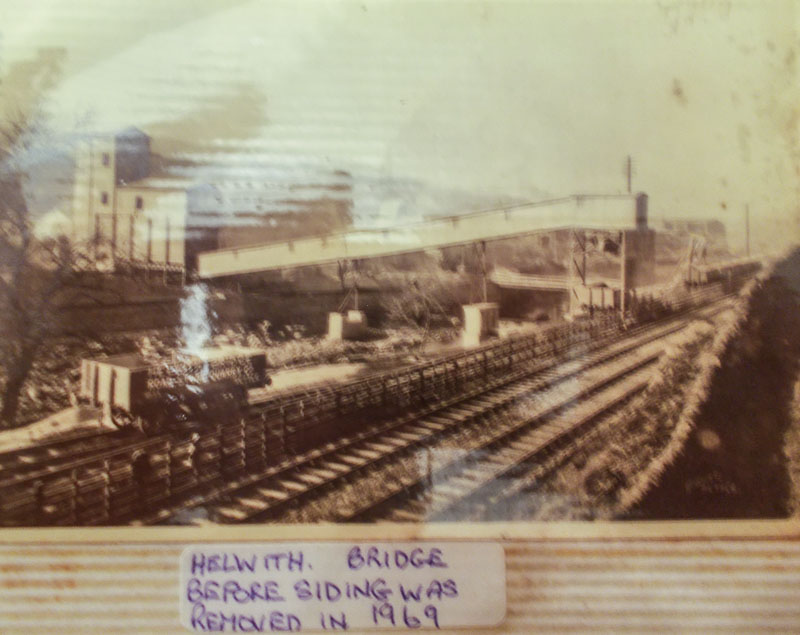 HELWITH. BRIDGE
BEFORE SIDING WAS
REMOVED IN 1969